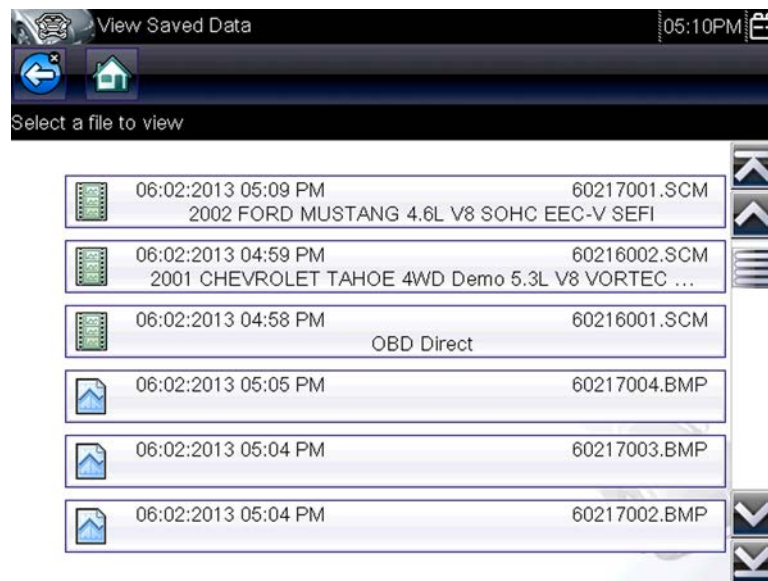 View Saved Data 05:10PM
Select a file to view
06:02:2013 05:09 PM 60217001.SCM
2002 FORD MUSTANG 4.6L V8 SOHC EEC-V SEFI
06:02:2013 04:59 PM 60216002.SCM
2001 CHEVROLET TAHOE 4WD Demo 5.3L V8 VORTEC ...
06:02:2013 04:58 PM 60216001.SCM
OBD Direct
06:02:2013 05:05 PM 60217004.BMP
06:02:2013 05:04 PM 60217003.BMP
06:02:2013 05:04 PM 60217002.BMP